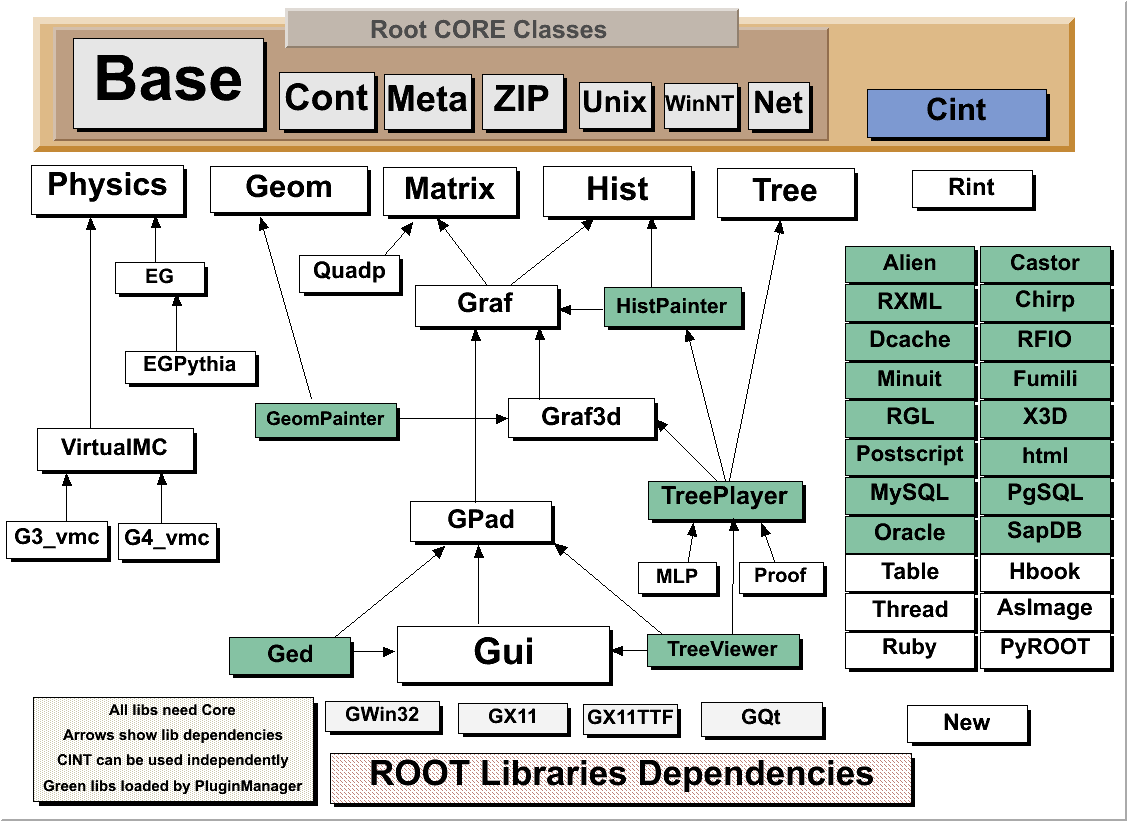 Root CORE Classes
Base
Cont
Meta
ZIP
Unix
WinNT
Net
Cint
Physics
Geom
Matrix
Hist
Tree
Rint
EG
Quadp
Graf
HistPainter
EGPythia
GeomPainter
Graf3d
VirtualMC
TreePlayer
GPad
G3_vmc
G4_vmc
MLP
Proof
Ged
Gui
TreeViewer
Alien
Castor
RXML
Chirp
Dcache
RFIO
Minuit
Fumili
RGL
X3D
Postscript
html
MySQL
PgSQL
Oracle
SapDB
Table
Hbook
Thread
AsImage
Ruby
PyROOT
All libs need Core
Arrows show lib dependencies
CINT can be used independently
Green libs loaded by PluginManager
GWin32
GX11
GX11TTF
GQt
New
ROOT Libraries Dependencies